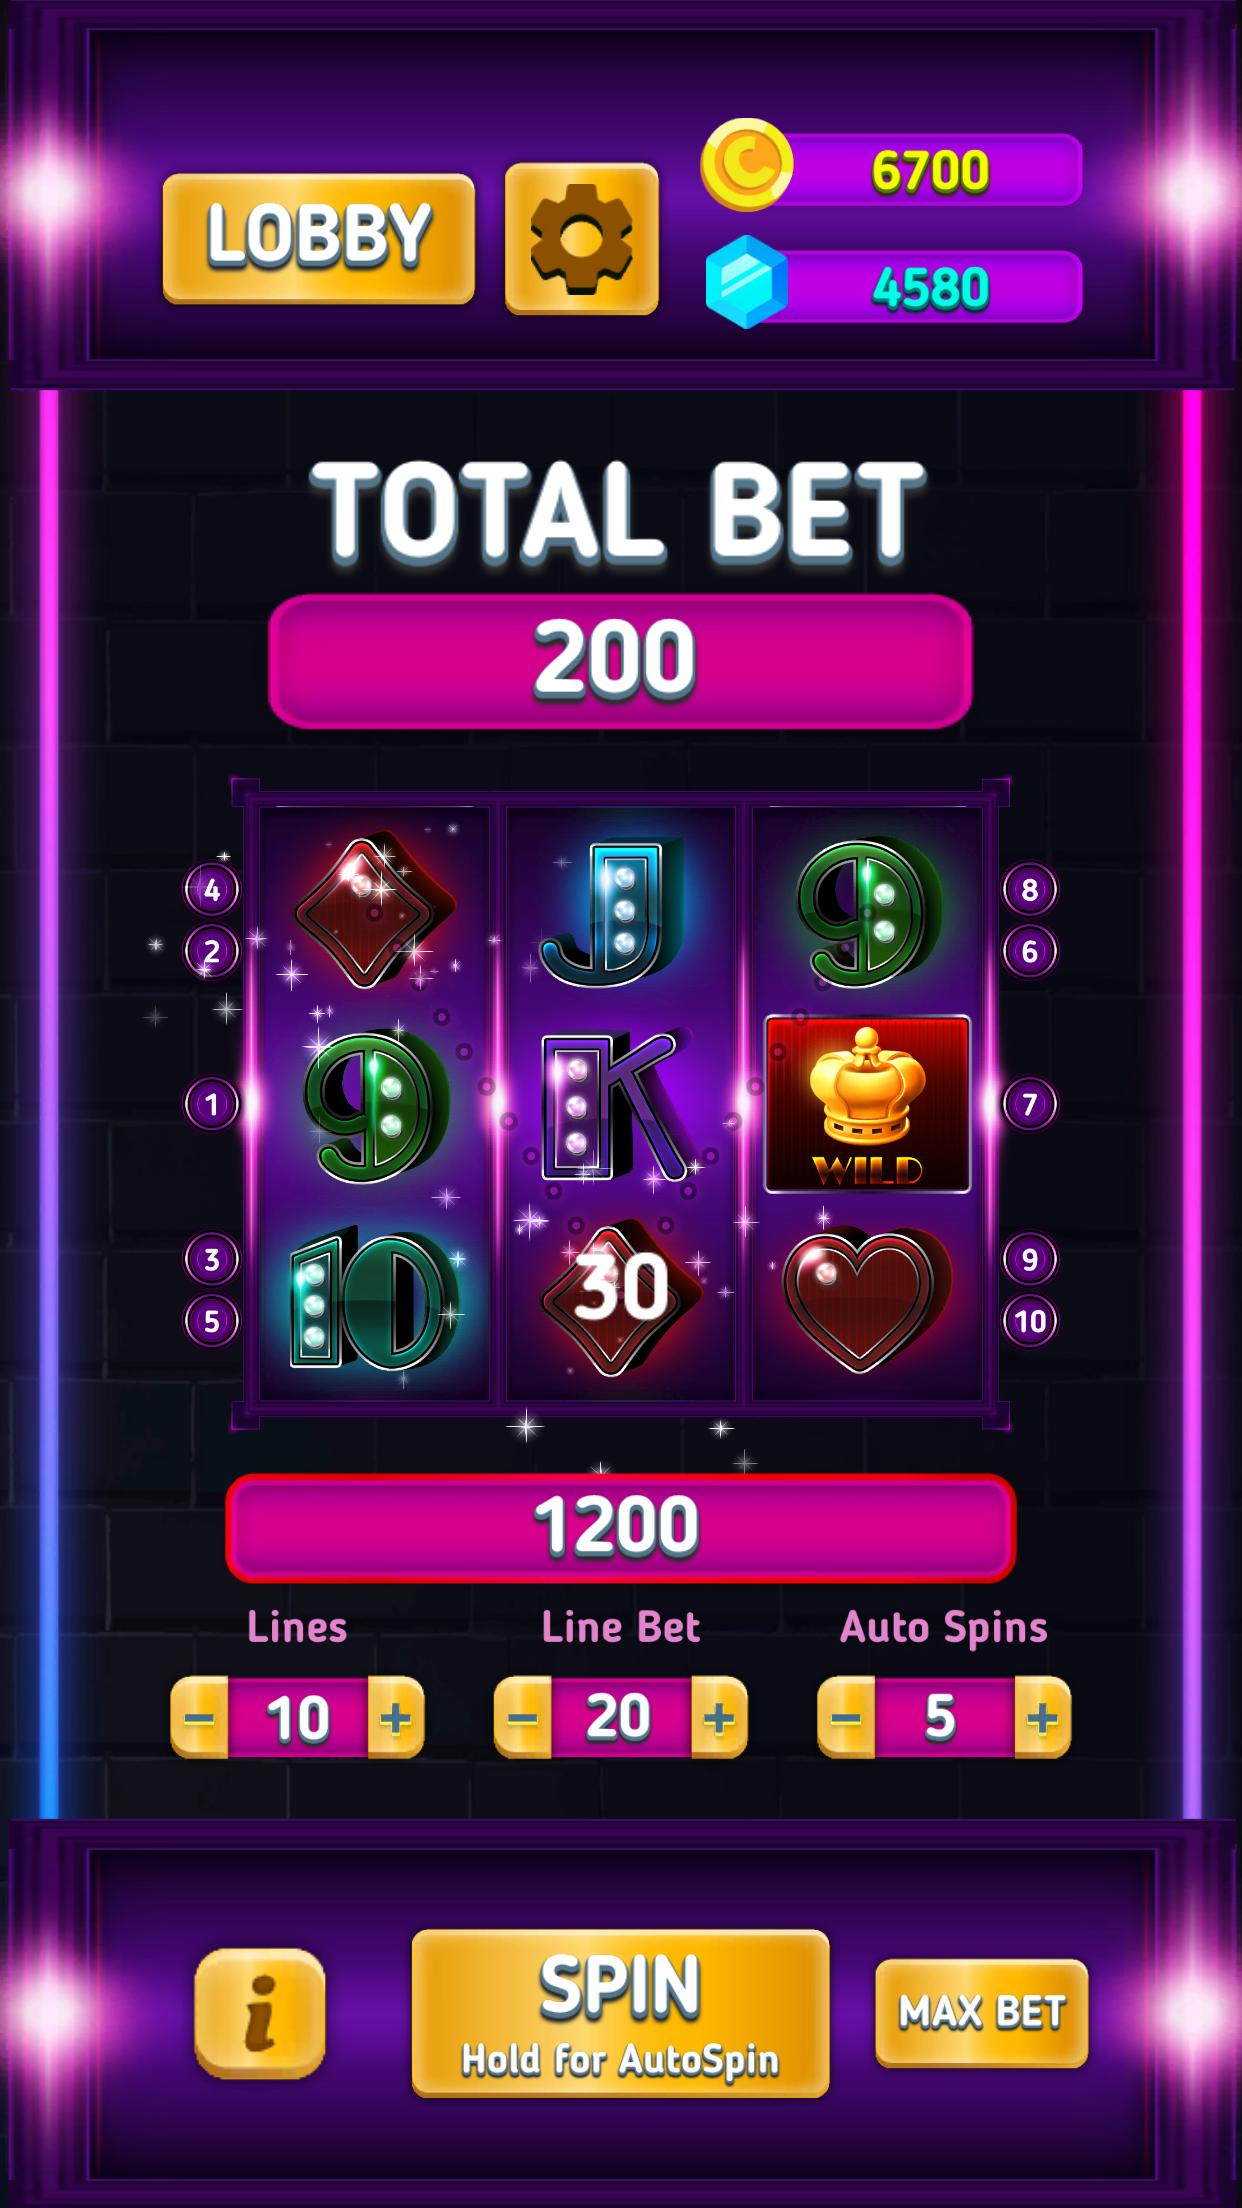 LOBBY
6700
4580
TOTAL BET
200
J 9
4
8
2
6
9 K
1
7
WILD
10
30
3
9
5
10
1200
Lines Line Bet Auto Spins
- 10 + - 20 + - 5 +
i
SPIN
Hold for AutoSpin
MAX BET